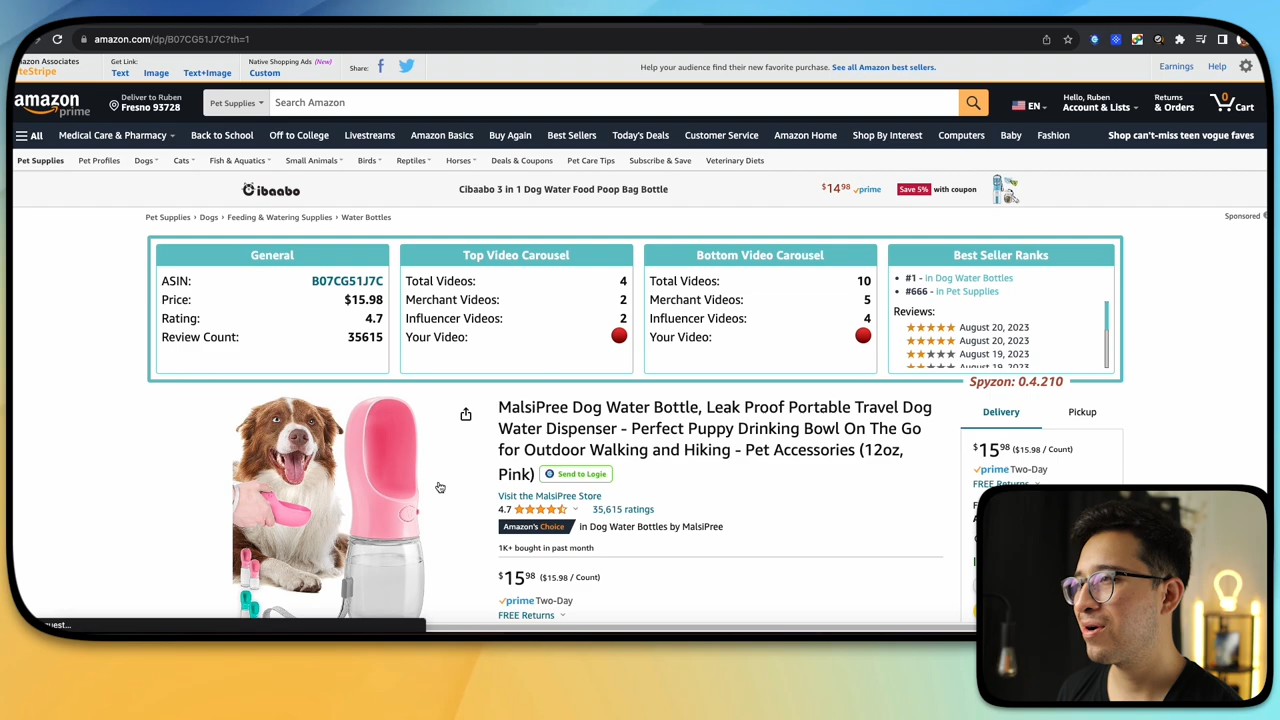 amazon.com/dp/B07CG51J7C?th=1
Amazon Associates
SiteStripe
Get Link:
Text Image Text+Image
Native Shopping Ads (New)
Custom
Share:
Help your audience find their new favorite purchase. See all Amazon best sellers.
Earnings Help
amazon prime
Deliver to Ruben
Fresno 93728
Pet Supplies
Search Amazon
EN
Hello, Ruben
Account & Lists
Returns
& Orders
0
Cart
All Medical Care & Pharmacy Back to School Off to College Livestreams Amazon Basics Buy Again Best Sellers Today's Deals Customer Service Amazon Home Shop By Interest Computers Baby Fashion Shop can't-miss teen vogue faves
Pet Supplies Pet Profiles Dogs Cats Fish & Aquatics Small Animals Birds Reptiles Horses Deals & Coupons Pet Care Tips Subscribe & Save Veterinary Diets
cibaabo
Cibaabo 3 in 1 Dog Water Food Poop Bag Bottle
$14.98 prime
Save 5% with coupon
Pet Supplies › Dogs › Feeding & Watering Supplies › Water Bottles
Sponsored
General
ASIN: B07CG51J7C
Price: $15.98
Rating: 4.7
Review Count: 35615
Top Video Carousel
Total Videos: 4
Merchant Videos: 2
Influencer Videos: 2
Your Video:
Bottom Video Carousel
Total Videos: 10
Merchant Videos: 5
Influencer Videos: 4
Your Video:
Best Seller Ranks
• #1 - in Dog Water Bottles
• #666 - in Pet Supplies
Reviews:
August 20, 2023
August 20, 2023
August 19, 2023
August 19, 2023
Spyzon: 0.4.210
MalsiPree Dog Water Bottle, Leak Proof Portable Travel Dog
Water Dispenser - Perfect Puppy Drinking Bowl On The Go
for Outdoor Walking and Hiking - Pet Accessories (12oz,
Pink) Send to Logie
Visit the MalsiPree Store
4.7 35,615 ratings
Amazon's Choice in Dog Water Bottles by MalsiPree
1K+ bought in past month
$15.98 ($15.98 / Count)
prime Two-Day
FREE Returns
Delivery Pickup
$15.98 ($15.98 / Count)
prime Two-Day
FREE Returns